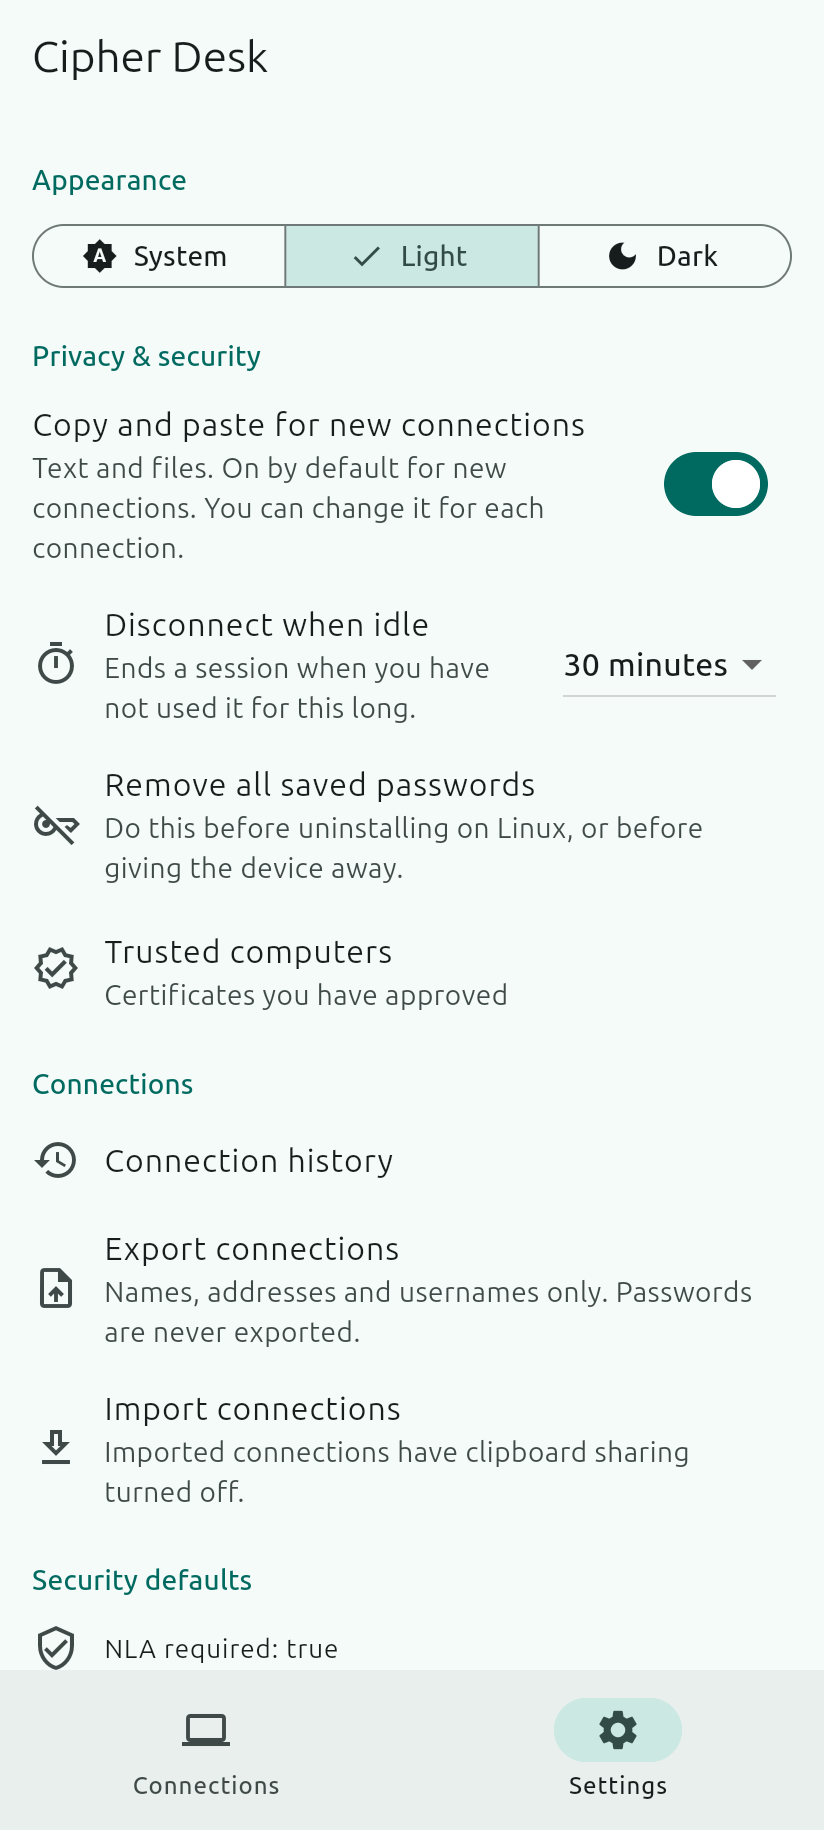 Cipher Desk
Appearance
System
Light
Dark
Privacy & security
Copy and paste for new connections
Text and files. On by default for new
connections. You can change it for each
connection.
Disconnect when idle
Ends a session when you have
not used it for this long.
30 minutes
Remove all saved passwords
Do this before uninstalling on Linux, or before
giving the device away.
Trusted computers
Certificates you have approved
Connections
Connection history
Export connections
Names, addresses and usernames only. Passwords
are never exported.
Import connections
Imported connections have clipboard sharing
turned off.
Security defaults
NLA required: true
Connections
Settings